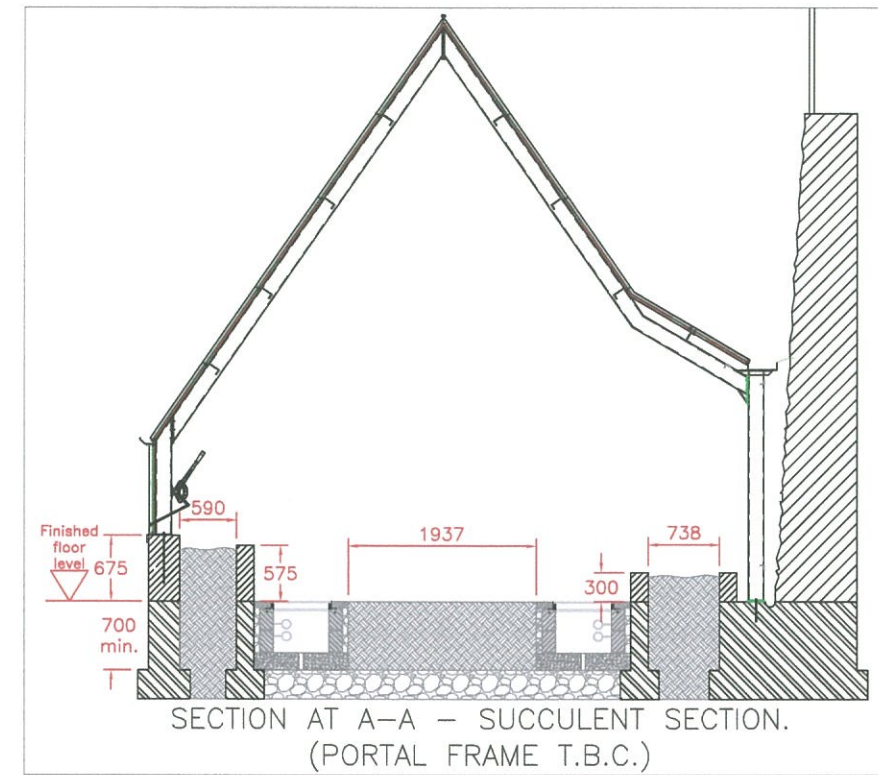 590
Finished
floor
level
675
575
1937
738
300
700
min.
SECTION AT A-A - SUCCULENT SECTION.
(PORTAL FRAME T.B.C.)